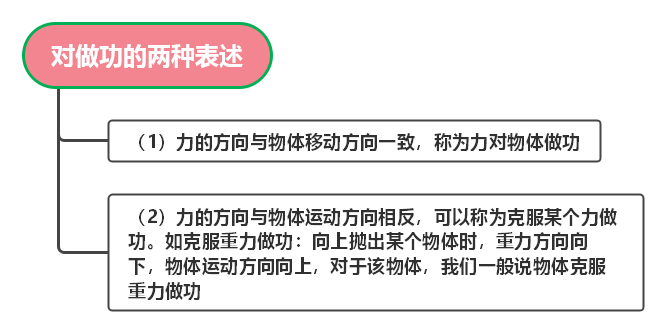 对做功的两种表述
（1）力的方向与物体移动方向一致，称为力对物体做功
（2）力的方向与物体运动方向相反，可以称为克服某个力做
功。如克服重力做功：向上抛出某个物体时，重力方向向
下，物体运动方向向上，对于该物体，我们一般说物体克服
重力做功